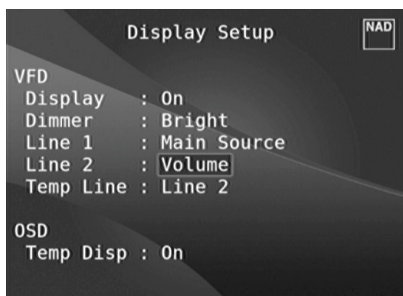 Display Setup
NAD
VFD
Display : On
Dimmer : Bright
Line 1 : Main Source
Line 2 : Volume
Temp Line : Line 2
OSD
Temp Disp : On